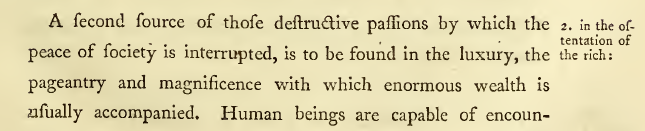 A ſecond ſource of thoſe deſtructive paſſions by which the
peace of ſociety is interrupted, is to be found in the luxury, the
pageantry and magnificence with which enormous wealth is
uſually accompanied. Human beings are capable of encoun-
2. in the oſ-
tentation of
the rich: